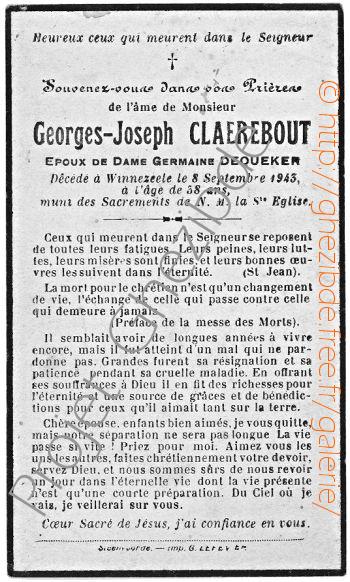 Heureux ceux qui meurent dans le Seigneur
Souvenez-vous dans vos Prières
de l'âme de Monsieur
Georges-Joseph CLAEREBOUT
EPOUX DE DAME GERMAINE DEQUEKER
Décédé à Winnezeele le 8 Septembre 1943,
à l'âge de 38 ans,
muni des Sacrements de N. M. la Ste Eglise.
Ceux qui meurent dans le Seigneur se reposent
de toutes leurs fatigues. Leurs peines, leurs lut-
tes, leurs misères sont finies, et leurs bonnes œu-
vres les suivent dans l'éternité. (St Jean).
La mort pour le chrétien n'est qu'un changement
de vie, l'échange de celle qui passe contre celle
qui demeure à jamais.
(Préface de la messe des Morts).
Il semblait voir de longues années à vivre
encore, mais il fut atteint d'un mal qui ne par-
donne pas. Grandes furent sa résignation et sa
patience pendant sa cruelle maladie. En offrant
ses souffrances à Dieu il en fit des richesses pour
l'éternité et une source de grâces et de bénédic-
tions pour ceux qu'il aimait tant sur la terre.
Chère épouse, enfants bien aimés, je vous quitte,
mais notre séparation ne sera pas longue. La vie
passe si vite ! Priez pour moi. Aimez vous les
uns les autres, faites chrétiennement votre devoir,
servez Dieu, et nous sommes sûrs de nous revoir
un jour dans l'éternelle vie dont la vie présente
n'est qu'une courte préparation. Du Ciel où je
vais, je veillerai sur vous.
Cœur Sacré de Jésus, j'ai confiance en vous.
Steenvoorde. — Imp. G. LEFEVER
Projet Ghezibde
© http://ghezibde.free.fr/galerie/